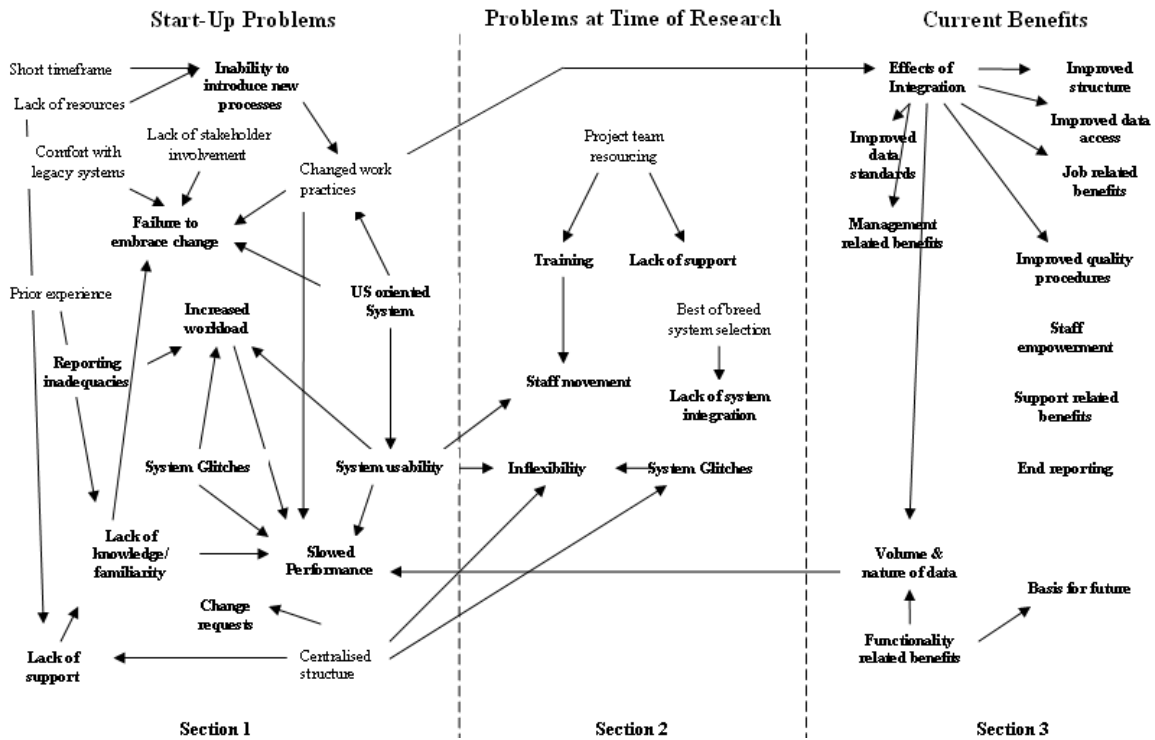 Start-Up Problems
Problems at Time of Research
Current Benefits
Short timeframe
Inability to
introduce new
processes
Lack of resources
Lack of stakeholder
involvement
Comfort with
legacy systems
Changed work
practices
Failure to
embrace change
Prior experience
US oriented
System
Increased
workload
Reporting
inadequacies
System Glitches
System usability
Lack of
knowledge/
familiarity
Slowed
Performance
Change
requests
Lack of
support
Centralised
structure
Project team
resourcing
Training
Lack of support
Best of breed
system selection
Staff movement
Lack of system
integration
Inflexibility
System Glitches
Effects of
Integration
Improved
structure
Improved data
access
Improved
data
standards
Job related
benefits
Management
related benefits
Improved quality
procedures
Staff
empowerment
Support related
benefits
End reporting
Volume &
nature of data
Basis for future
Functionality
related benefits
Section 1
Section 2
Section 3